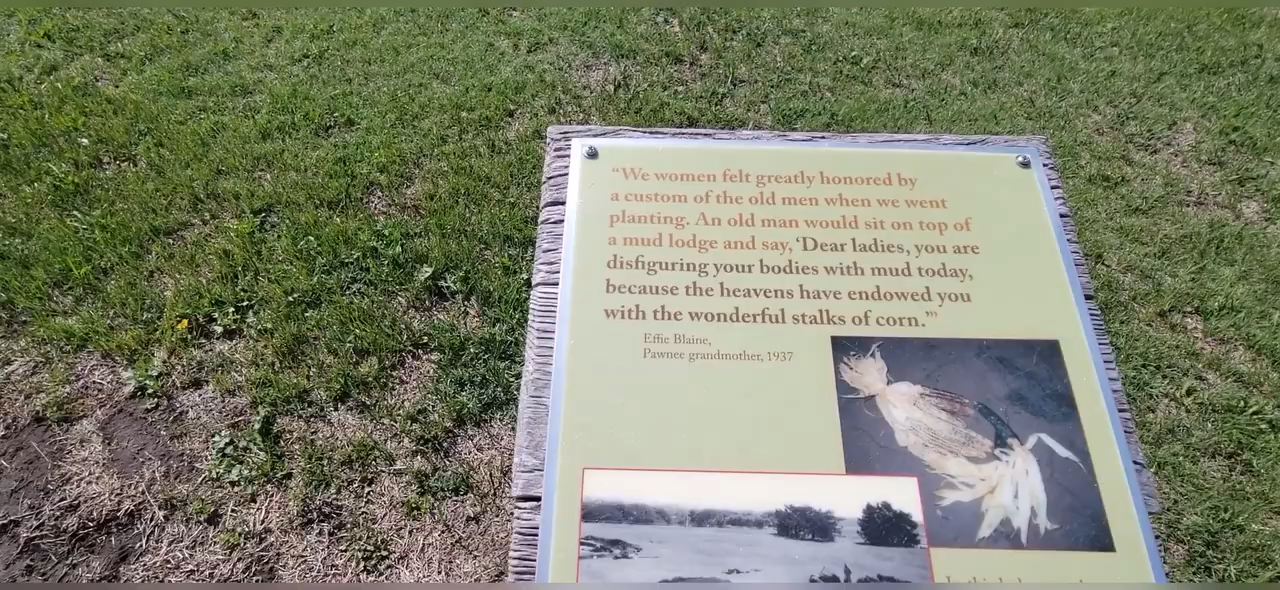 “We women felt greatly honored by
a custom of the old men when we went
planting. An old man would sit on top of
a mud lodge and say, ‘Dear ladies, you are
disfiguring your bodies with mud today,
because the heavens have endowed you
with the wonderful stalks of corn.’”
Effie Blaine,
Pawnee grandmother, 1937